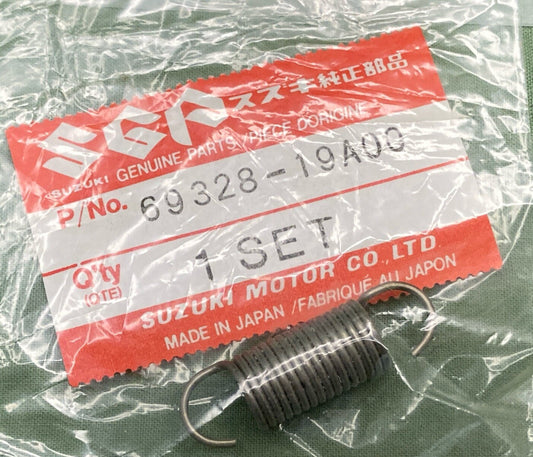 SGP スズキ純正部品
SUZUKI GENUINE PARTS / PIÈCE D'ORIGINE
P/No. 69328-19A00
Q'ty 1 SET
(QTE)
SUZUKI MOTOR CO.,LTD
MADE IN JAPAN / FABRIQUÉ AU JAPON